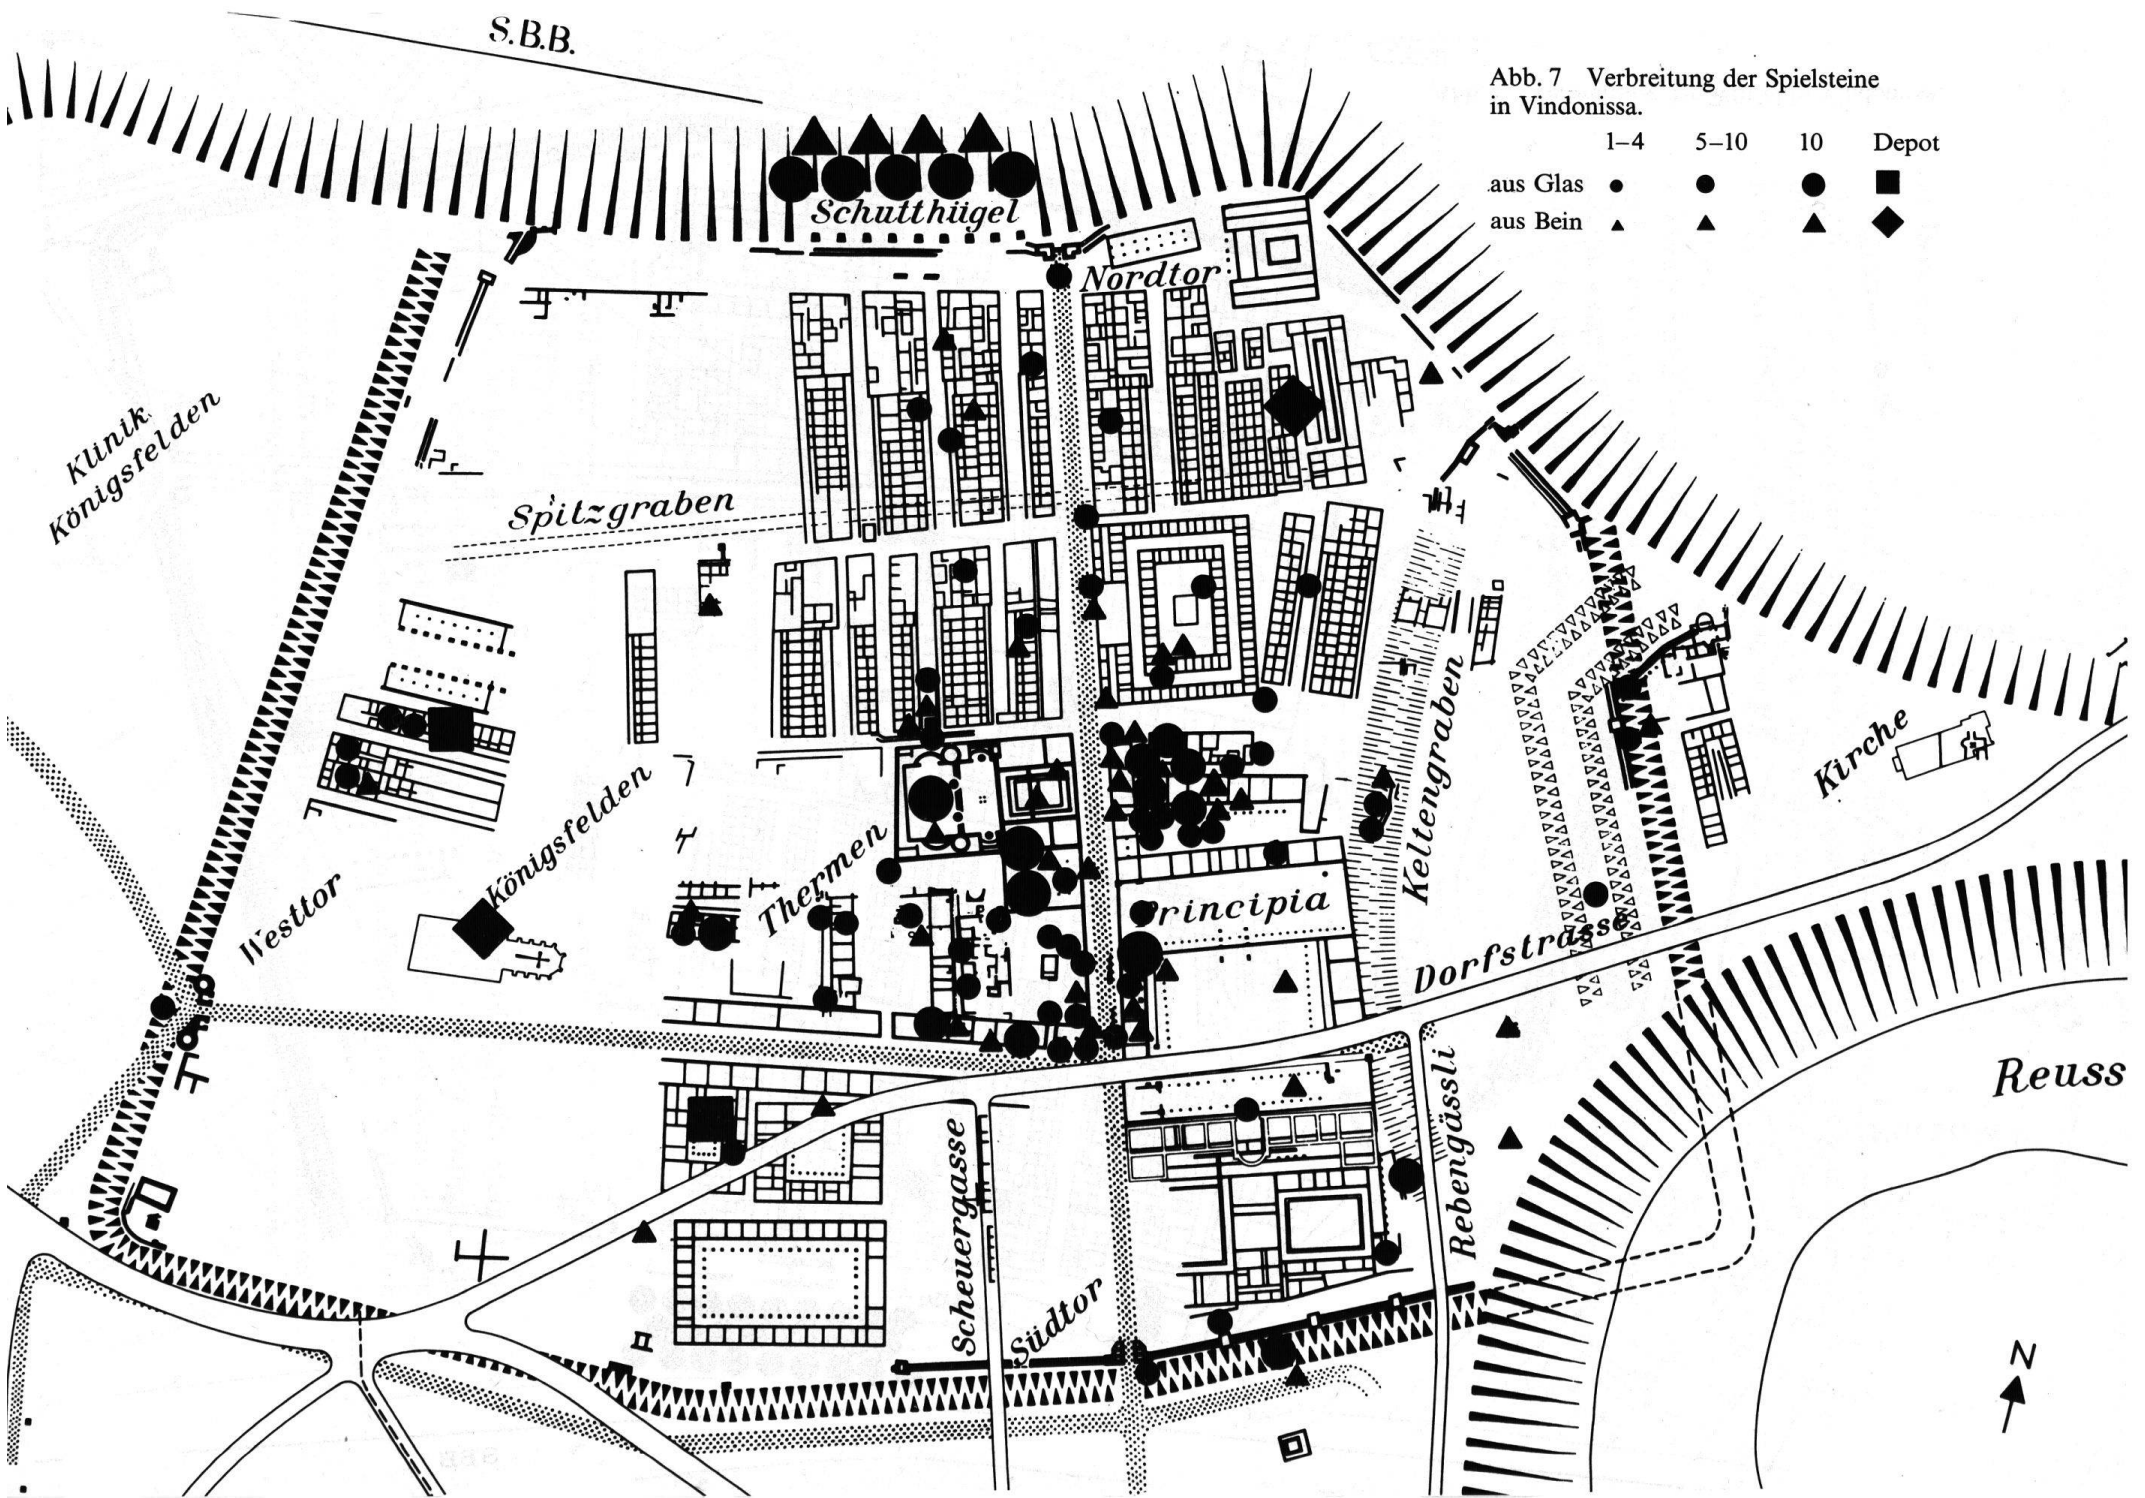 S.B.B.
Abb. 7 Verbreitung der Spielsteine
in Vindonissa.
1–4 5–10 10 Depot
aus Glas
aus Bein
Schutthügel
Nordtor
Klinik
Königsfelden
Spitzgraben
Keltengraben
Kirche
Königsfelden
Thermen
Westtor
Principia
Dorfstrasse
Reuss
Rebengässli
Scheuergasse
Südtor
N